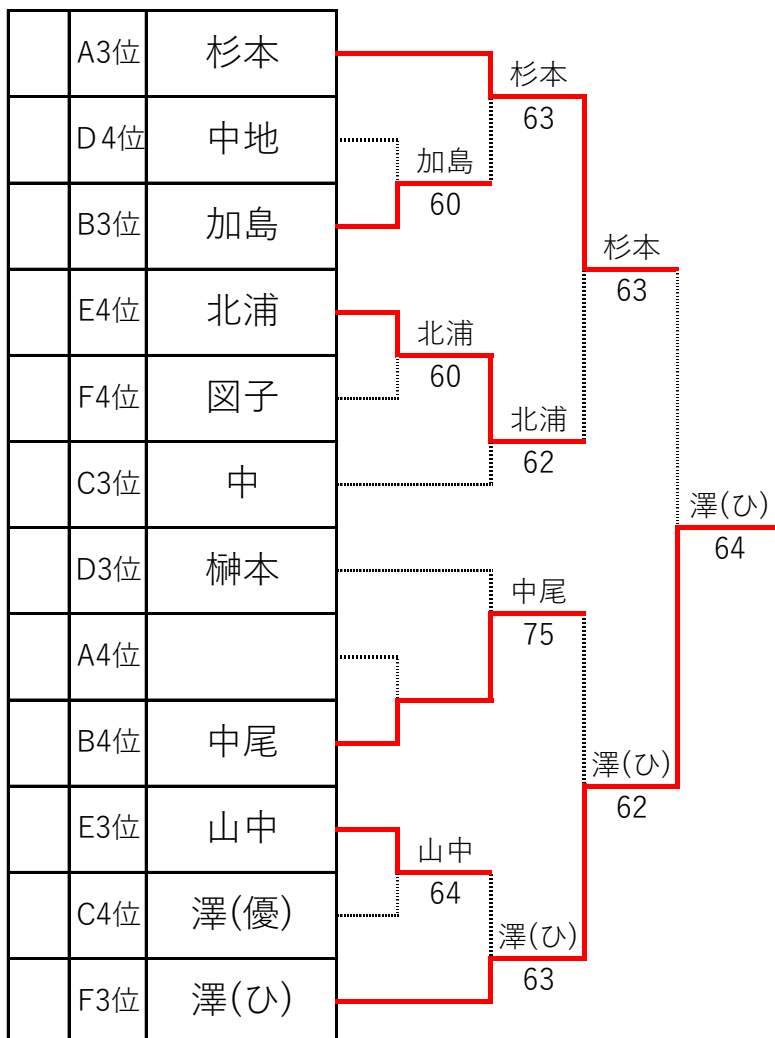 A3位 杉本
D4位 中地
B3位 加島
E4位 北浦
F4位 図子
C3位 中
D3位 榊本
A4位
B4位 中尾
E3位 山中
C4位 澤(優)
F3位 澤(ひ)
加島
60
北浦
60
山中
64
杉本
63
北浦
62
中尾
75
澤(ひ)
63
杉本
63
澤(ひ)
62
澤(ひ)
64